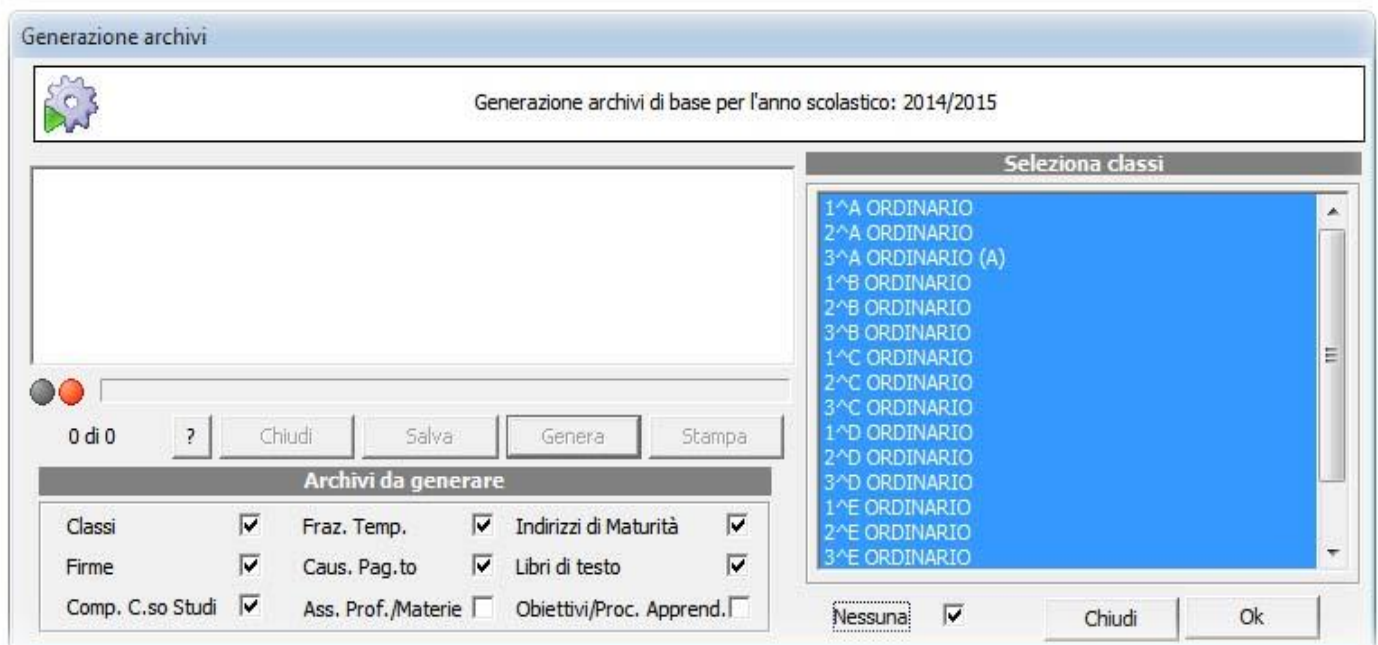 Generazione archivi
Generazione archivi di base per l'anno scolastico: 2014/2015
Seleziona classi
1^A ORDINARIO
2^A ORDINARIO
3^A ORDINARIO (A)
1^B ORDINARIO
2^B ORDINARIO
3^B ORDINARIO
1^C ORDINARIO
2^C ORDINARIO
3^C ORDINARIO
1^D ORDINARIO
2^D ORDINARIO
3^D ORDINARIO
1^E ORDINARIO
2^E ORDINARIO
3^E ORDINARIO
0 di 0 ? Chiudi Salva Genera Stampa
Archivi da generare
Classi Fraz. Temp. Indirizzi di Maturità
Firme Caus. Pag.to Libri di testo
Comp. C.so Studi Ass. Prof./Materie Obiettivi/Proc. Apprend.
Nessuna Chiudi Ok